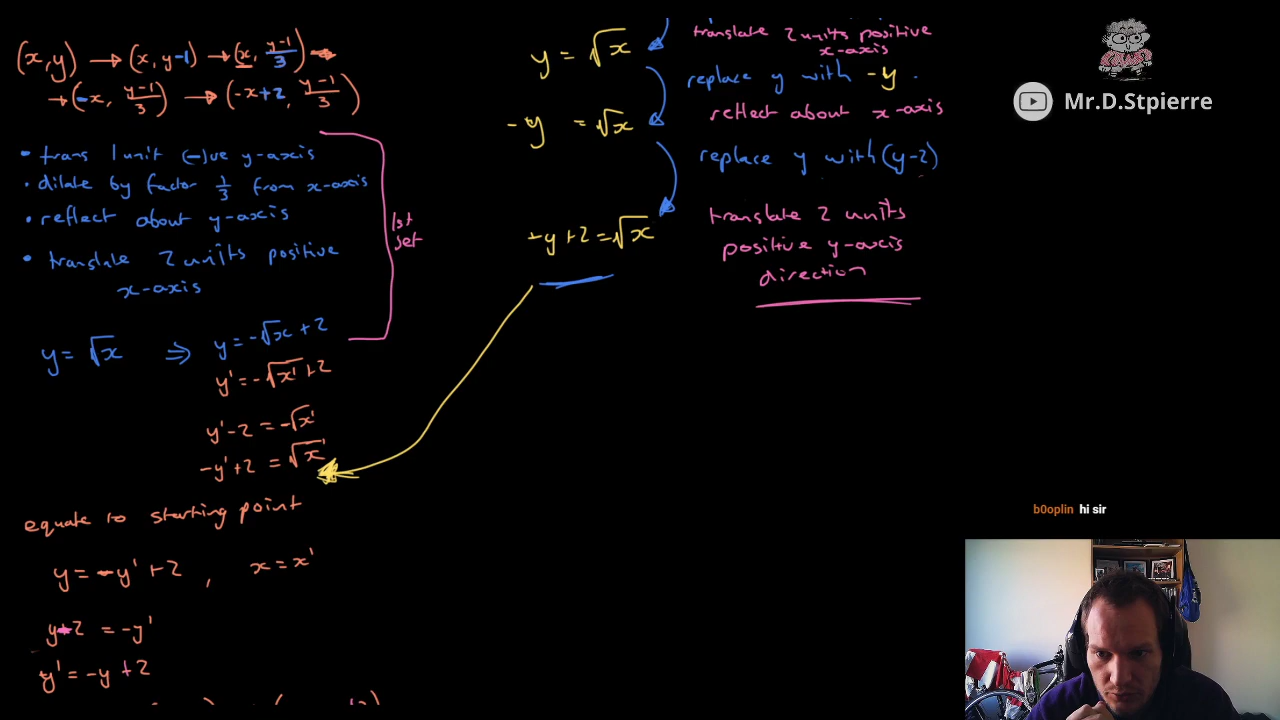 (x,y) → (x, y-1) → (x, y-1/3) →
→ (-x, y-1/3) → (-x+2, y-1/3)
• trans 1 unit (-)ve y-axis
• dilate by factor 1/3 from x-axis
• reflect about y-axis
• translate 2 units positive
x-axis
1st
set
y = √x ⇒ y = -√x + 2
y' = -√x' + 2
y' - 2 = -√x'
-y' + 2 = √x'
equate to starting point
y = -y' + 2 , x = x'
y-2 = -y'
y' = -y + 2
translate 2 units positive
x-axis
y = √x
replace y with -y .
reflect about x-axis
-y = √x
replace y with (y-2)
translate 2 units
positive y-axis
direction
-y + 2 = √x
Mr.D.Stpierre
b0oplin hi sir